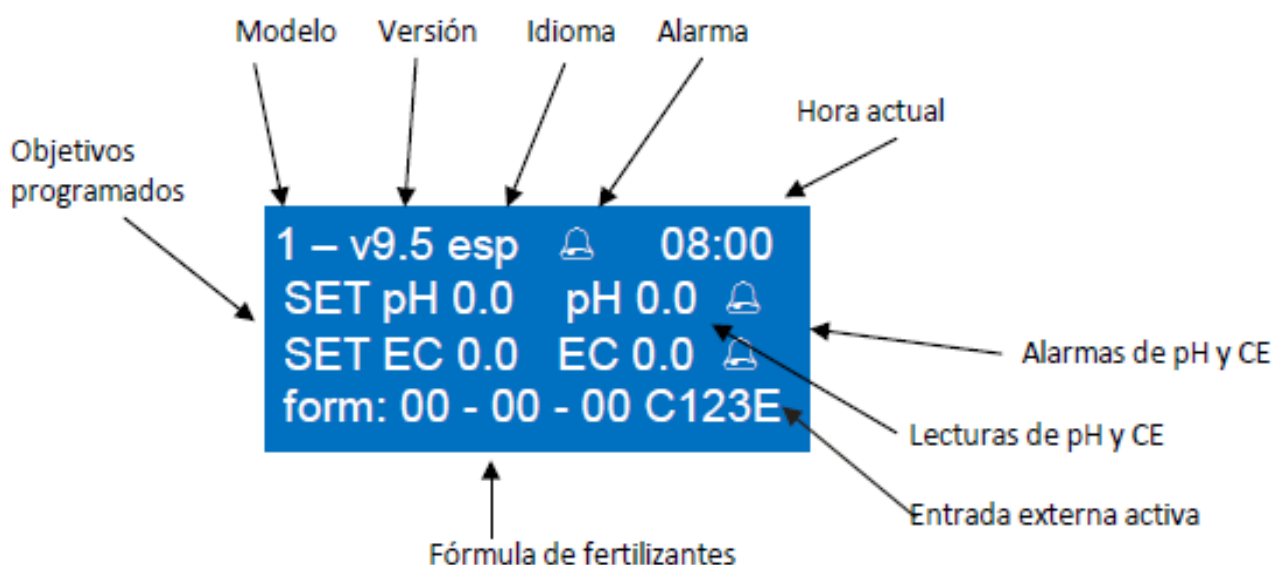 Modelo Versión Idioma Alarma
Hora actual
Objetivos
programados
1 – v9.5 esp 08:00
SET pH 0.0 pH 0.0
SET EC 0.0 EC 0.0
form: 00 - 00 - 00 C123E
Alarmas de pH y CE
Lecturas de pH y CE
Entrada externa activa
Fórmula de fertilizantes